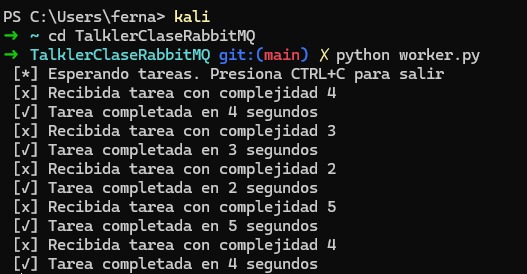 PS C:\Users\ferna> kali
➜ ~ cd TalklerClaseRabbitMQ
➜ TalklerClaseRabbitMQ git:(main) ✗ python worker.py
[*] Esperando tareas. Presiona CTRL+C para salir
[x] Recibida tarea con complejidad 4
[√] Tarea completada en 4 segundos
[x] Recibida tarea con complejidad 3
[√] Tarea completada en 3 segundos
[x] Recibida tarea con complejidad 2
[√] Tarea completada en 2 segundos
[x] Recibida tarea con complejidad 5
[√] Tarea completada en 5 segundos
[x] Recibida tarea con complejidad 4
[√] Tarea completada en 4 segundos